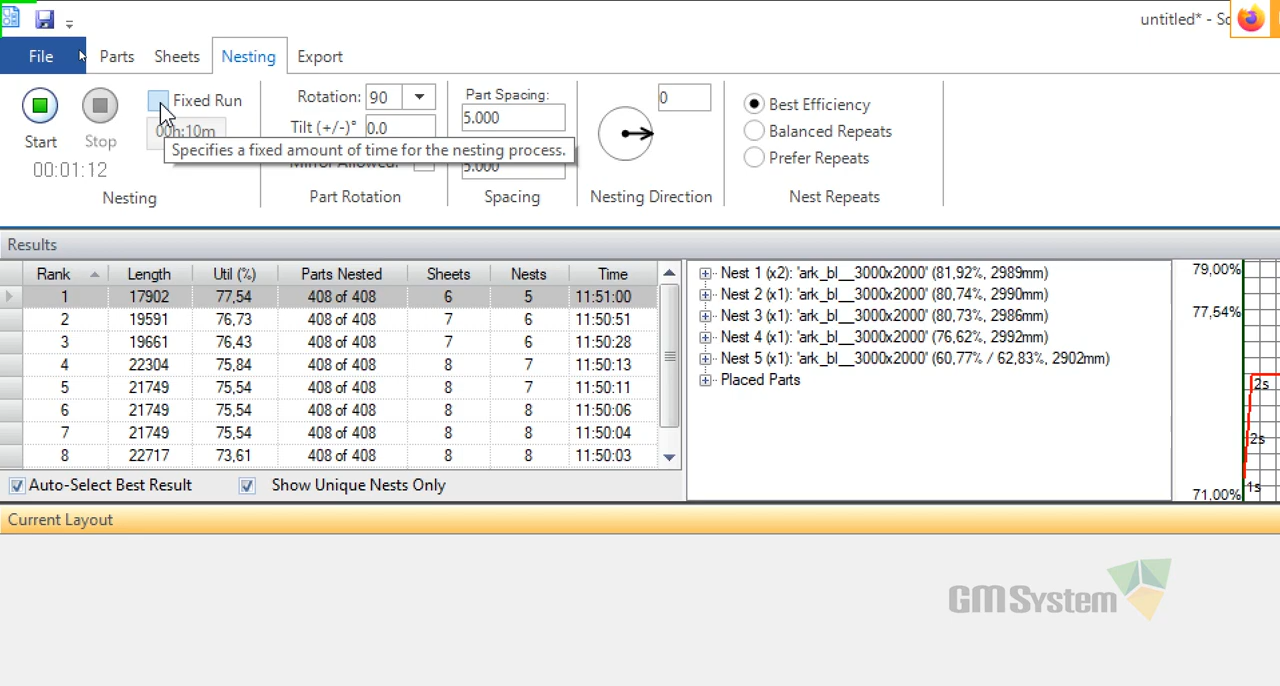 untitled* - Sc
File Parts Sheets Nesting Export
Start
Stop
00:01:12
Fixed Run
00h:10m
Nesting
Rotation: 90
Tilt (+/-)° 0.0
Mirror Allowed:
Part Rotation
Part Spacing:
5.000
5.000
Spacing
0
Nesting Direction
Best Efficiency
Balanced Repeats
Prefer Repeats
Nest Repeats
Specifies a fixed amount of time for the nesting process.
Results
Rank Length Util (%) Parts Nested Sheets Nests Time
1 17902 77,54 408 of 408 6 5 11:51:00
2 19591 76,73 408 of 408 7 6 11:50:51
3 19661 76,43 408 of 408 7 6 11:50:28
4 22304 75,84 408 of 408 8 7 11:50:13
5 21749 75,54 408 of 408 8 7 11:50:11
6 21749 75,54 408 of 408 8 8 11:50:06
7 21749 75,54 408 of 408 8 8 11:50:04
8 22717 73,61 408 of 408 8 8 11:50:03
Auto-Select Best Result Show Unique Nests Only
Nest 1 (x2): 'ark_bl__3000x2000' (81,92%, 2989mm)
Nest 2 (x1): 'ark_bl__3000x2000' (80,74%, 2990mm)
Nest 3 (x1): 'ark_bl__3000x2000' (80,73%, 2986mm)
Nest 4 (x1): 'ark_bl__3000x2000' (76,62%, 2992mm)
Nest 5 (x1): 'ark_bl__3000x2000' (60,77% / 62,83%, 2902mm)
Placed Parts
79,00%
77,54%
71,00%
2s
2s
1s
Current Layout
GMSystem